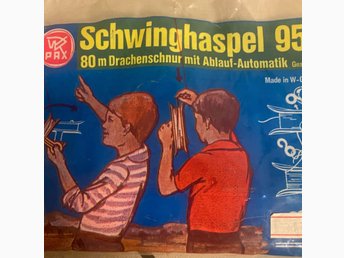 PAX
Schwinghaspel 95
80 m Drachenschnur mit Ablauf-Automatik
Made in W-G